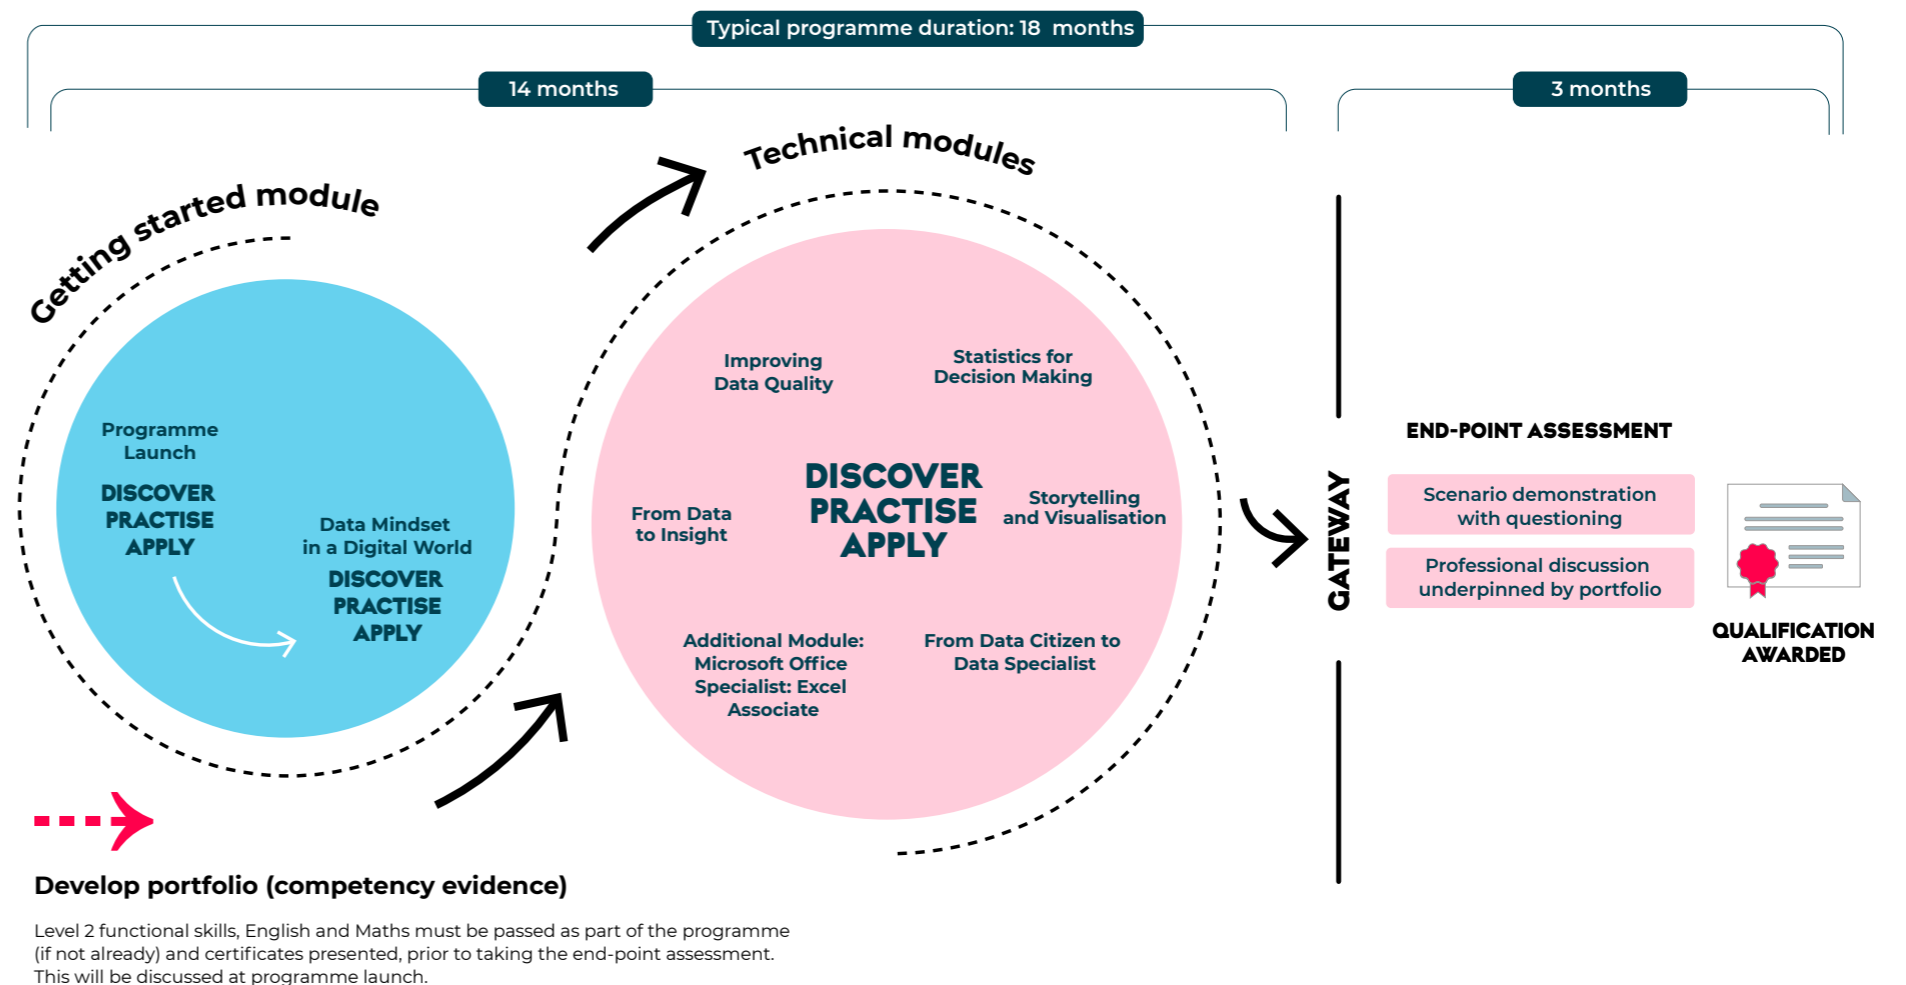 Typical programme duration: 18 months
14 months
3 months
Getting started module
Technical modules
Programme
Launch
DISCOVER
PRACTISE
APPLY
Data Mindset
in a Digital World
DISCOVER
PRACTISE
APPLY
Improving
Data Quality
Statistics for
Decision Making
From Data
to Insight
DISCOVER
PRACTISE
APPLY
Storytelling
and Visualisation
Additional Module:
Microsoft Office
Specialist: Excel
Associate
From Data Citizen to
Data Specialist
GATEWAY
END-POINT ASSESSMENT
Scenario demonstration
with questioning
Professional discussion
underpinned by portfolio
QUALIFICATION
AWARDED
Develop portfolio (competency evidence)
Level 2 functional skills, English and Maths must be passed as part of the programme
(if not already) and certificates presented, prior to taking the end-point assessment.
This will be discussed at programme launch.